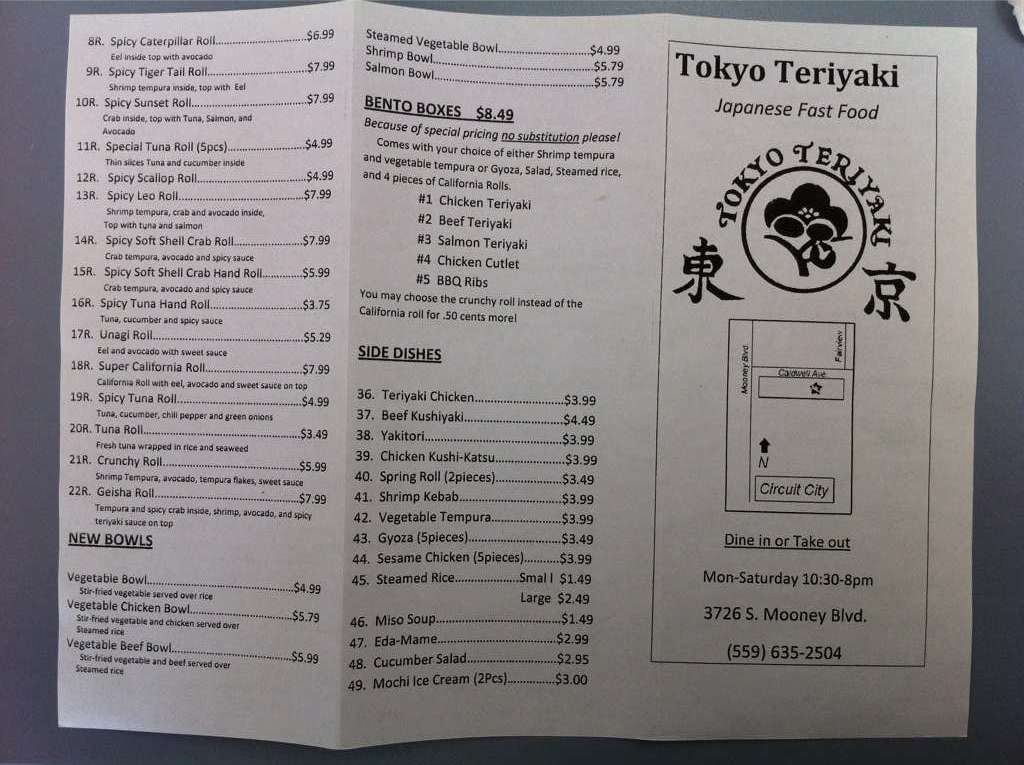 8R. Spicy Caterpillar Roll..........$6.99
Eel inside top with avocado
9R. Spicy Tiger Tail Roll..........$7.99
Shrimp tempura inside, top with Eel
10R. Spicy Sunset Roll..........$7.99
Crab inside, top with Tuna, Salmon, and
Avocado
11R. Special Tuna Roll (5pcs)..........$4.99
Thin slices Tuna and cucumber inside
12R. Spicy Scallop Roll..........$4.99
13R. Spicy Leo Roll..........$7.99
Shrimp tempura, crab and avocado inside,
Top with tuna and salmon
14R. Spicy Soft Shell Crab Roll..........$7.99
Crab tempura, avocado and spicy sauce
15R. Spicy Soft Shell Crab Hand Roll..........$5.99
Crab tempura, avocado and spicy sauce
16R. Spicy Tuna Hand Roll..........$3.75
Tuna, cucumber and spicy sauce
17R. Unagi Roll..........$5.29
Eel and avocado with sweet sauce
18R. Super California Roll..........$7.99
California Roll with eel, avocado and sweet sauce on top
19R. Spicy Tuna Roll..........$4.99
Tuna, cucumber, chili pepper and green onions
20R. Tuna Roll..........$3.49
Fresh tuna wrapped in rice and seaweed
21R. Crunchy Roll..........$5.99
Shrimp Tempura, avocado, tempura flakes, sweet sauce
22R. Geisha Roll..........$7.99
Tempura and spicy crab inside, shrimp, avocado, and spicy
teriyaki sauce on top
NEW BOWLS
Vegetable Bowl..........$4.99
Stir-fried vegetable served over rice
Vegetable Chicken Bowl..........$5.79
Stir-fried vegetable and chicken served over
Steamed rice
Vegetable Beef Bowl..........$5.99
Stir-fried vegetable and beef served over
Steamed rice
Steamed Vegetable Bowl..........$4.99
Shrimp Bowl..........$5.79
Salmon Bowl..........$5.79
BENTO BOXES $8.49
Because of special pricing no substitution please!
Comes with your choice of either Shrimp tempura
and vegetable tempura or Gyoza, Salad, Steamed rice,
and 4 pieces of California Rolls.
#1 Chicken Teriyaki
#2 Beef Teriyaki
#3 Salmon Teriyaki
#4 Chicken Cutlet
#5 BBQ Ribs
You may choose the crunchy roll instead of the
California roll for .50 cents more!
SIDE DISHES
36. Teriyaki Chicken..........$3.99
37. Beef Kushiyaki..........$4.49
38. Yakitori..........$3.99
39. Chicken Kushi-Katsu..........$3.99
40. Spring Roll (2pieces)..........$3.49
41. Shrimp Kebab..........$3.99
42. Vegetable Tempura..........$3.99
43. Gyoza (5pieces)..........$3.49
44. Sesame Chicken (5pieces)..........$3.99
45. Steamed Rice..........Small $1.49
Large $2.49
46. Miso Soup..........$1.49
47. Eda-Mame..........$2.99
48. Cucumber Salad..........$2.95
49. Mochi Ice Cream (2Pcs)..........$3.00
Tokyo Teriyaki
Japanese Fast Food
TOKYO TERIYAKI
東 京
Mooney Blvd.
Fairview
Caldwell Ave.
N
Circuit City
Dine in or Take out
Mon-Saturday 10:30-8pm
3726 S. Mooney Blvd.
(559) 635-2504